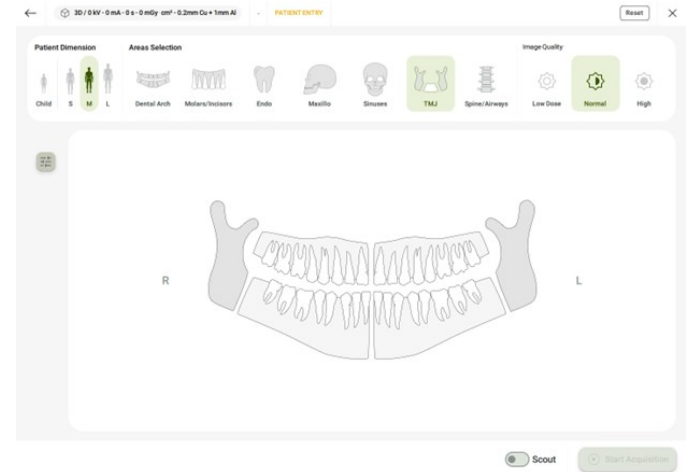 3D / 0 kV - 0 mA - 0 s - 0 mGy cm² - 0.2mm Cu + 1mm Al - PATIENT ENTRY Reset
Patient Dimension Areas Selection Image Quality
Child S M L Dental Arch Molars/Incisors Endo Maxillo Sinuses TMJ Spine/Airways Low Dose Normal High
R L
Scout Start Acquisition